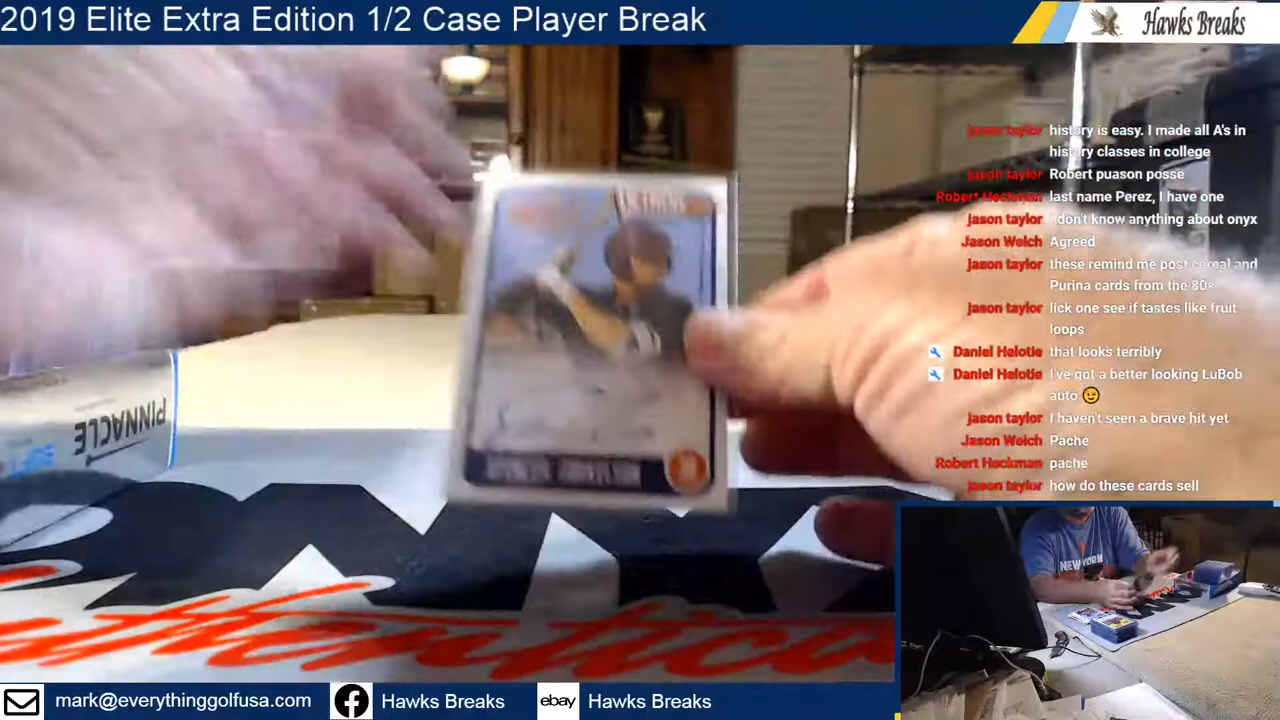 2019 Elite Extra Edition 1/2 Case Player Break
Hawks Breaks
jason taylor history is easy. I made all A's in
history classes in college
jason taylor Robert puason posse
Robert Heckman last name Perez, I have one
jason taylor I don't know anything about onyx
Jason Welch Agreed
jason taylor these remind me post cereal and
Purina cards from the 80s
jason taylor lick one see if tastes like fruit
loops
Daniel Helotie that looks terribly
Daniel Helotie I've got a better looking LuBob
auto 😉
jason taylor I haven't seen a brave hit yet
Jason Welch Pache
Robert Heckman pache
jason taylor how do these cards sell
PINNACLE
NEW YORK
mark@everythinggolfusa.com
Hawks Breaks
ebay
Hawks Breaks